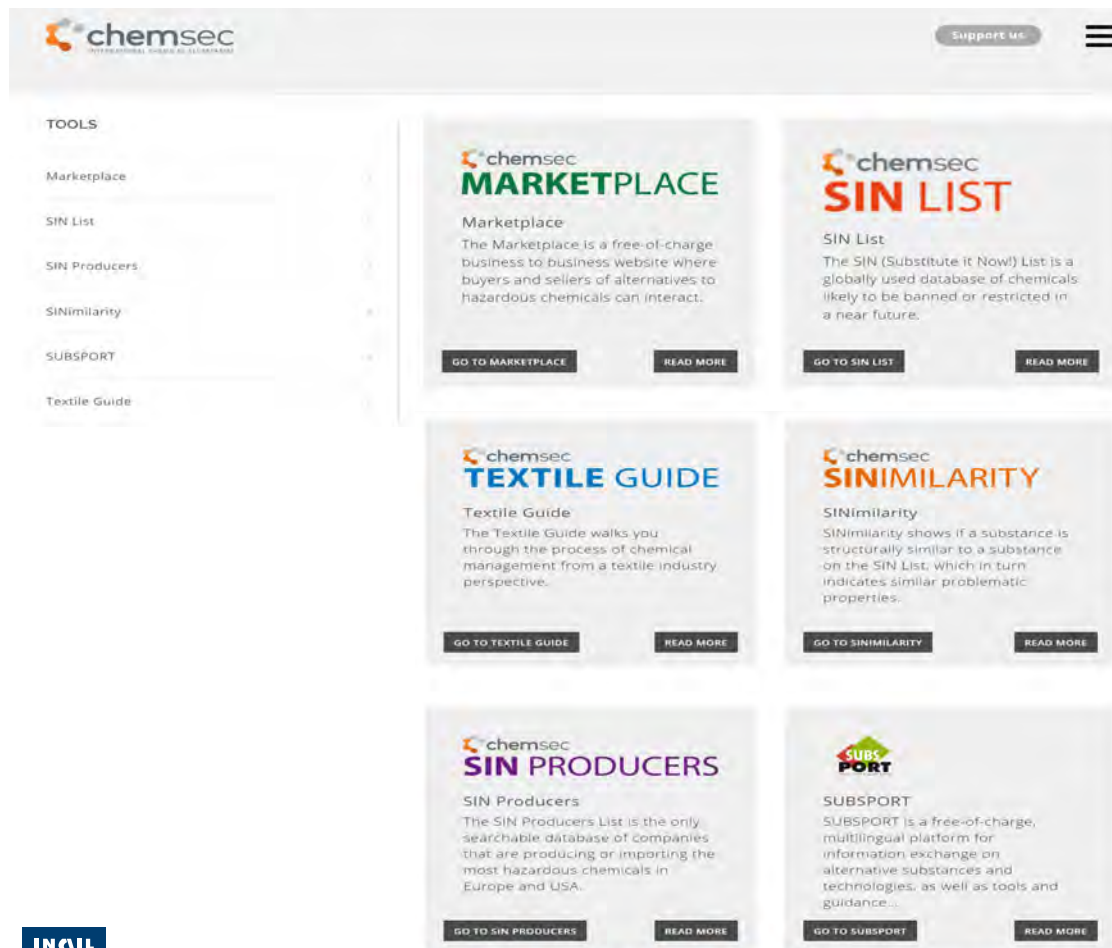 chemsec
INTERNATIONAL CHEMICAL SECRETARIAT
Support us
TOOLS
Marketplace
SIN List
SIN Producers
SINimilarity
SUBSPORT
Textile Guide
chemsec
MARKETPLACE
Marketplace
The Marketplace is a free-of-charge
business to business website where
buyers and sellers of alternatives to
hazardous chemicals can interact.
GO TO MARKETPLACE
READ MORE
chemsec
SIN LIST
SIN List
The SIN (Substitute it Now!) List is a
globally used database of chemicals
likely to be banned or restricted in
a near future.
GO TO SIN LIST
READ MORE
chemsec
TEXTILE GUIDE
Textile Guide
The Textile Guide walks you
through the process of chemical
management from a textile industry
perspective.
GO TO TEXTILE GUIDE
READ MORE
chemsec
SINIMILARITY
SINimilarity
SINimilarity shows if a substance is
structurally similar to a substance
on the SIN List, which in turn
indicates similar problematic
properties.
GO TO SINIMILARITY
READ MORE
chemsec
SIN PRODUCERS
SIN Producers
The SIN Producers List is the only
searchable database of companies
that are producing or importing the
most hazardous chemicals in
Europe and USA.
GO TO SIN PRODUCERS
READ MORE
SUBS
PORT
SUBSPORT
SUBSPORT is a free-of-charge,
multilingual platform for
information exchange on
alternative substances and
technologies, as well as tools and
guidance...
GO TO SUBSPORT
READ MORE